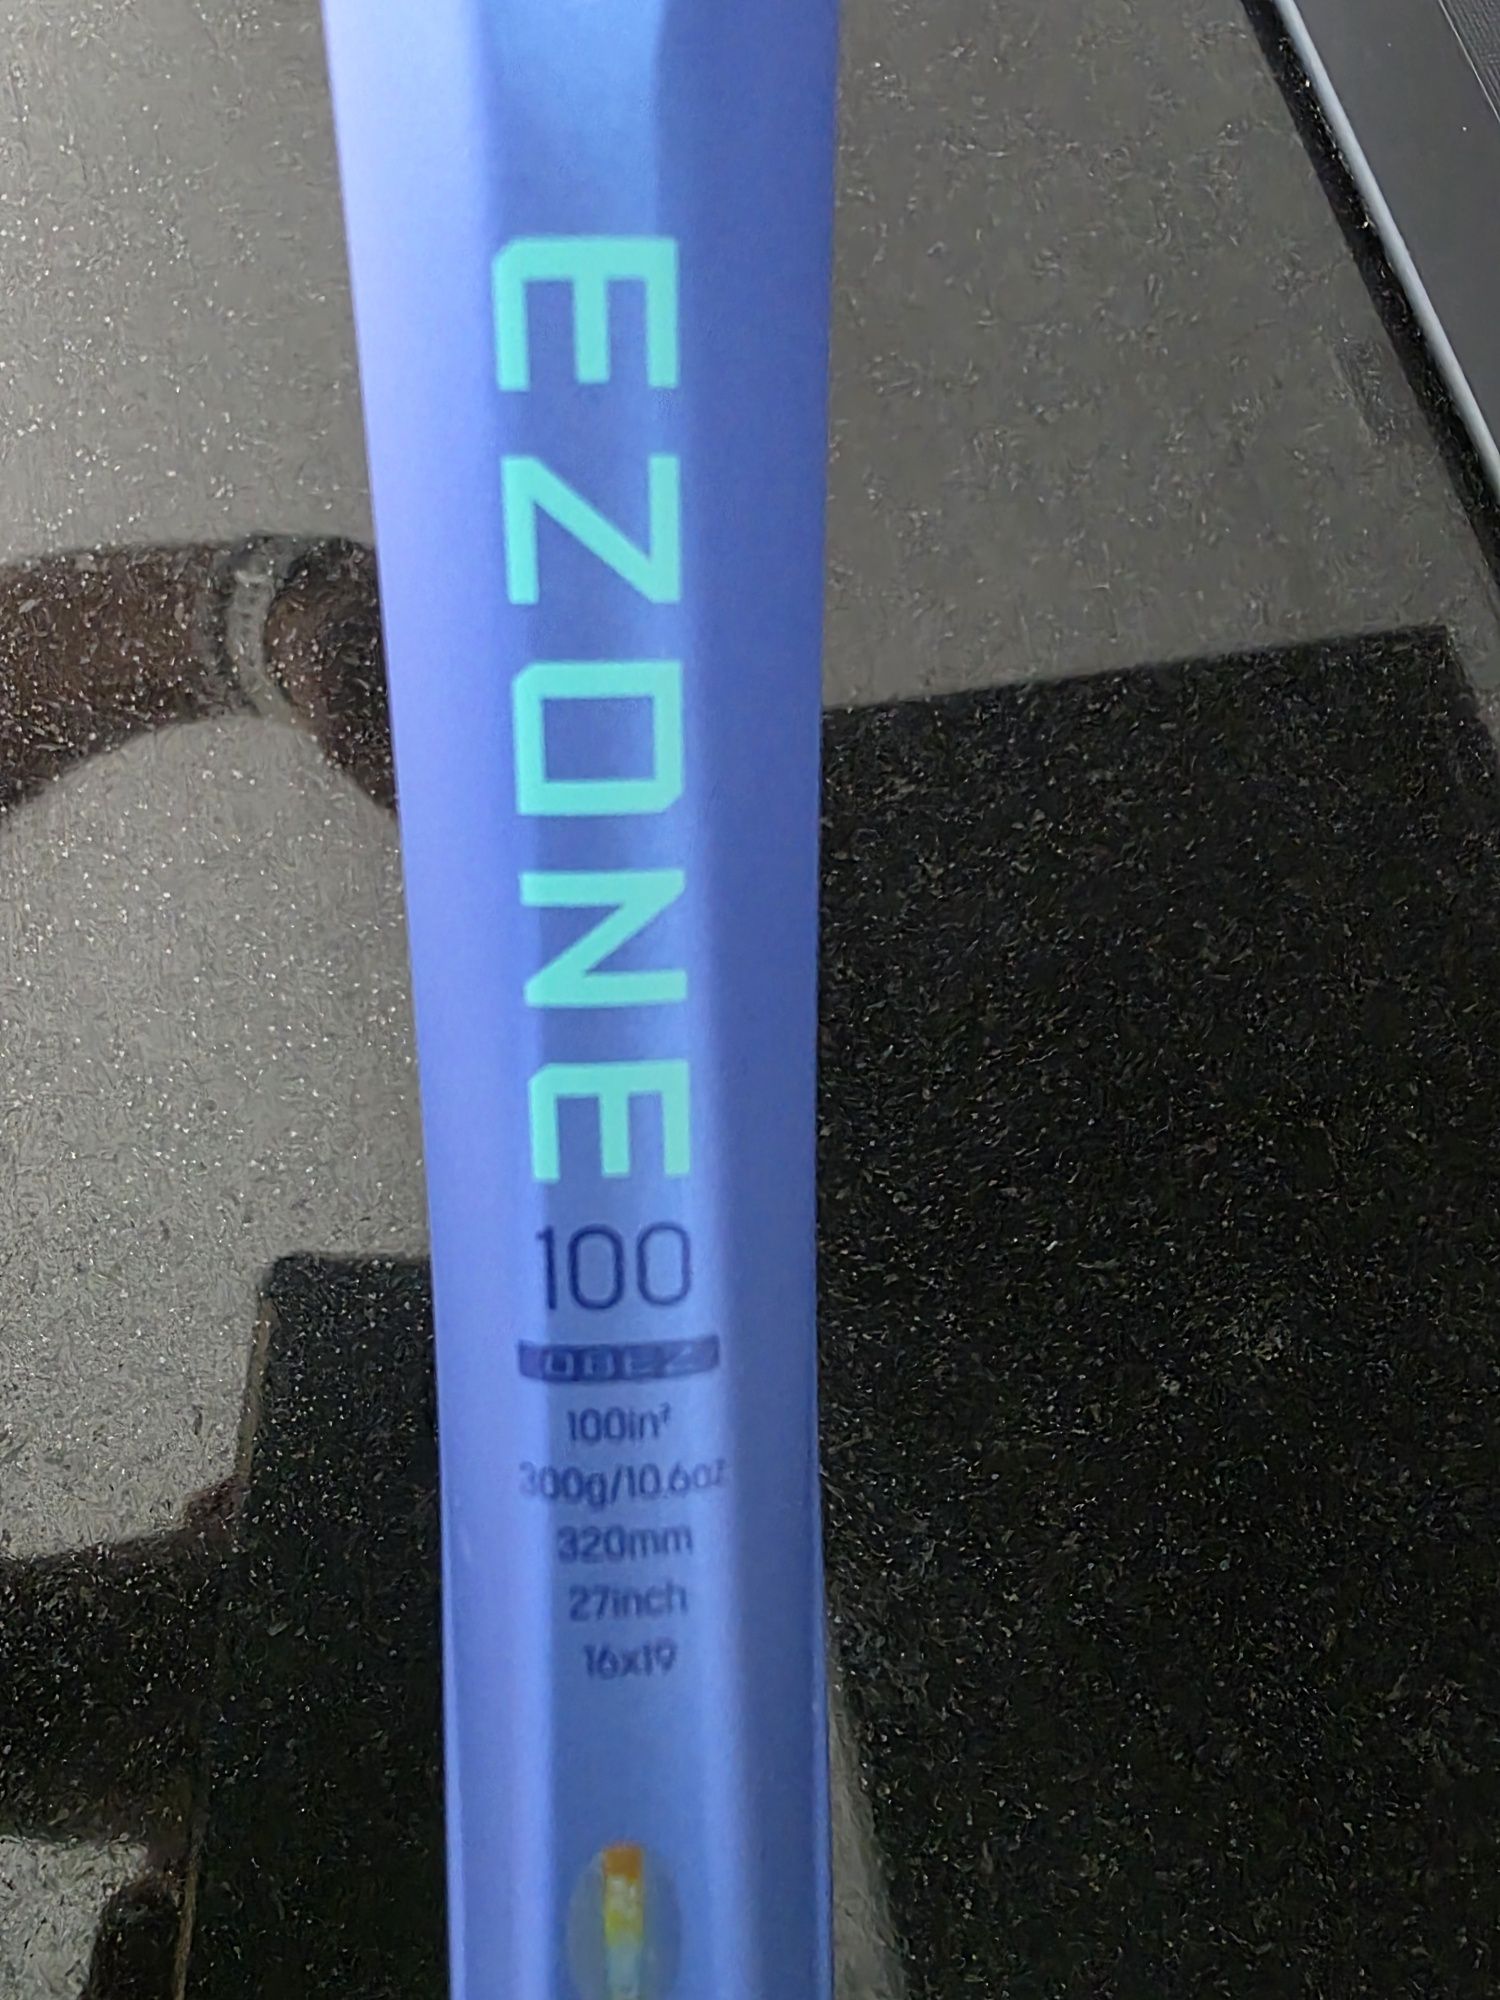 EZONE
100
100in²
300g/10.6oz
320mm
27inch
16x19